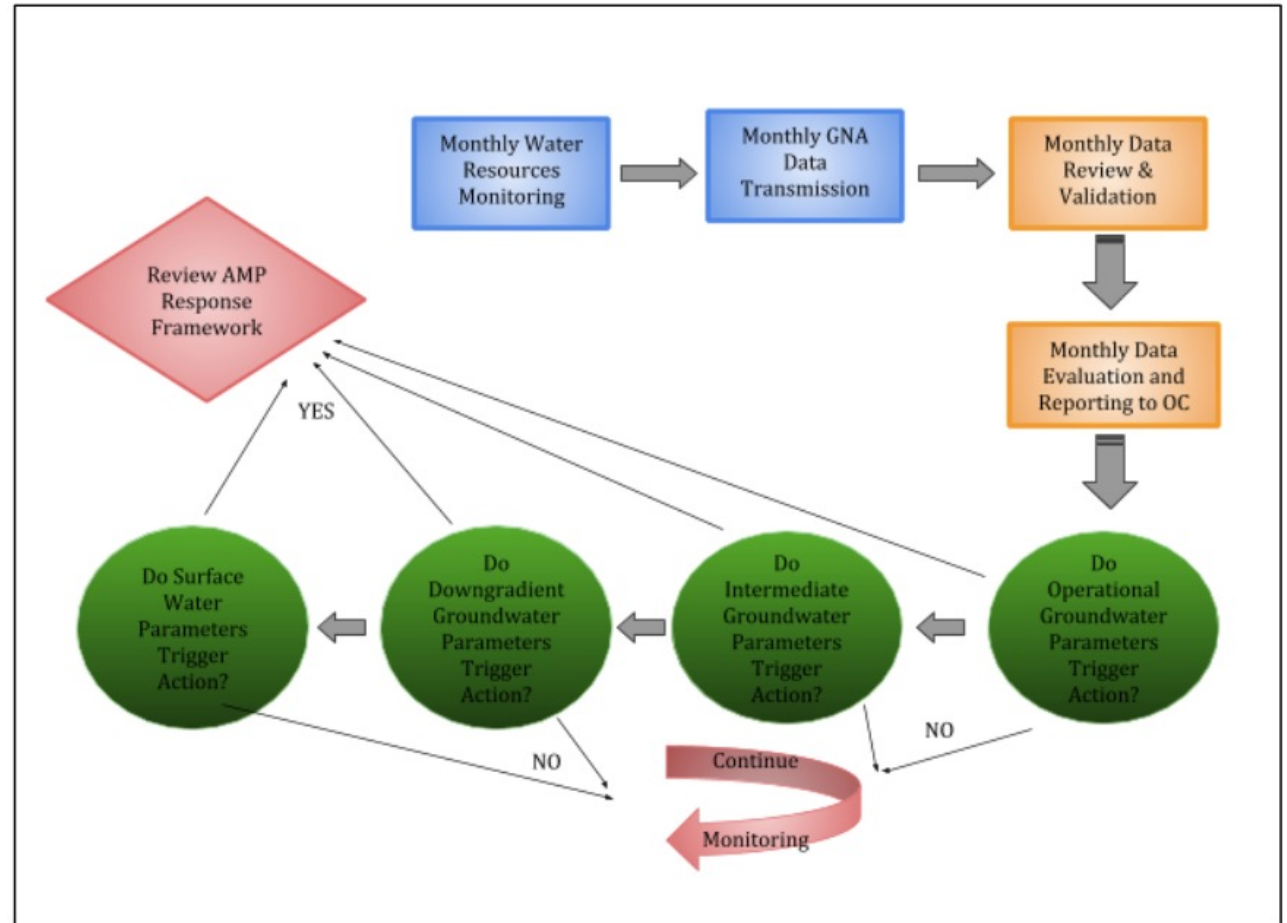 Monthly Water
Resources
Monitoring
Monthly GNA
Data
Transmission
Monthly Data
Review &
Validation
Review AMP
Response
Framework
Monthly Data
Evaluation and
Reporting to OC
YES
Do Surface
Water
Parameters
Trigger
Action?
Do
Downgradient
Groundwater
Parameters
Trigger
Action?
Do
Intermediate
Groundwater
Parameters
Trigger
Action?
Do
Operational
Groundwater
Parameters
Trigger
Action?
NO
NO
Continue
Monitoring